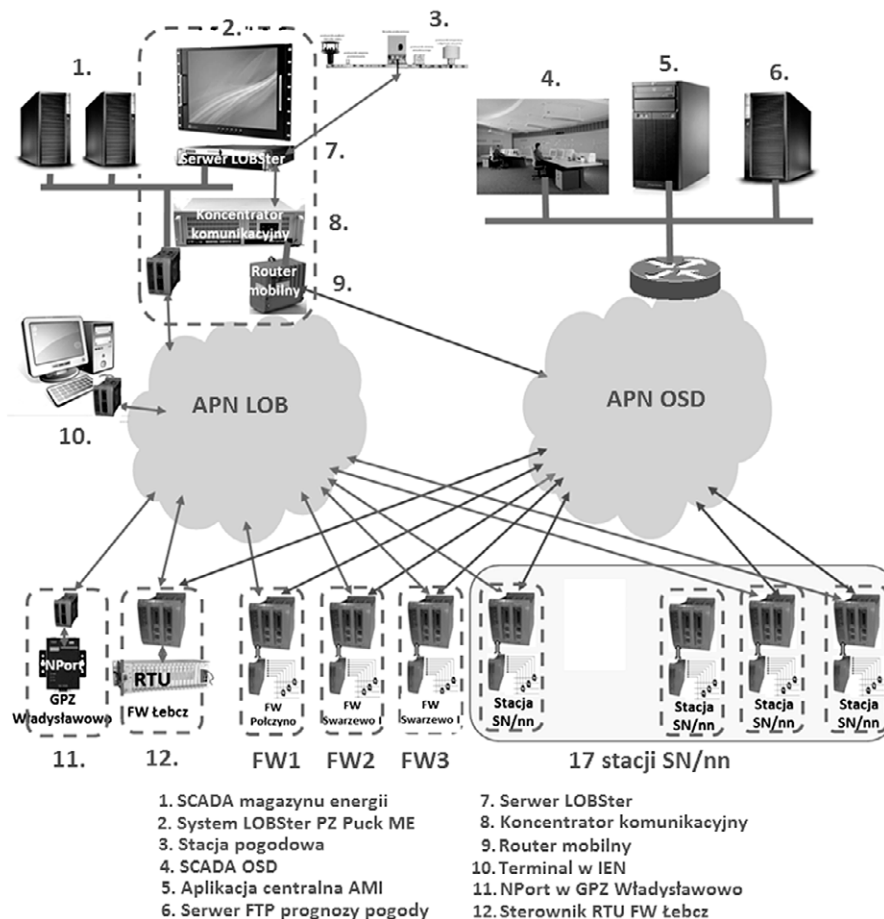 1.
2.
3.
4.
5.
6.
Serwer LOBSter
7.
Koncentrator
komunikacyjny
8.
Router
mobilny
9.
10.
APN LOB
APN OSD
NPort
GPZ
Władysławowo
RTU
FW Łebcz
FW
Połczyno
FW
Swarzewo I
FW
Swarzewo I
Stacja
SN/nn
Stacja
SN/nn
Stacja
SN/nn
Stacja
SN/nn
11.
12.
FW1
FW2
FW3
17 stacji SN/nn
1. SCADA magazynu energii
2. System LOBSter PZ Puck ME
3. Stacja pogodowa
4. SCADA OSD
5. Aplikacja centralna AMI
6. Serwer FTP prognozy pogody
7. Serwer LOBSter
8. Koncentrator komunikacyjny
9. Router mobilny
10. Terminal w IEN
11. NPort w GPZ Władysławowo
12. Sterownik RTU FW Łebcz